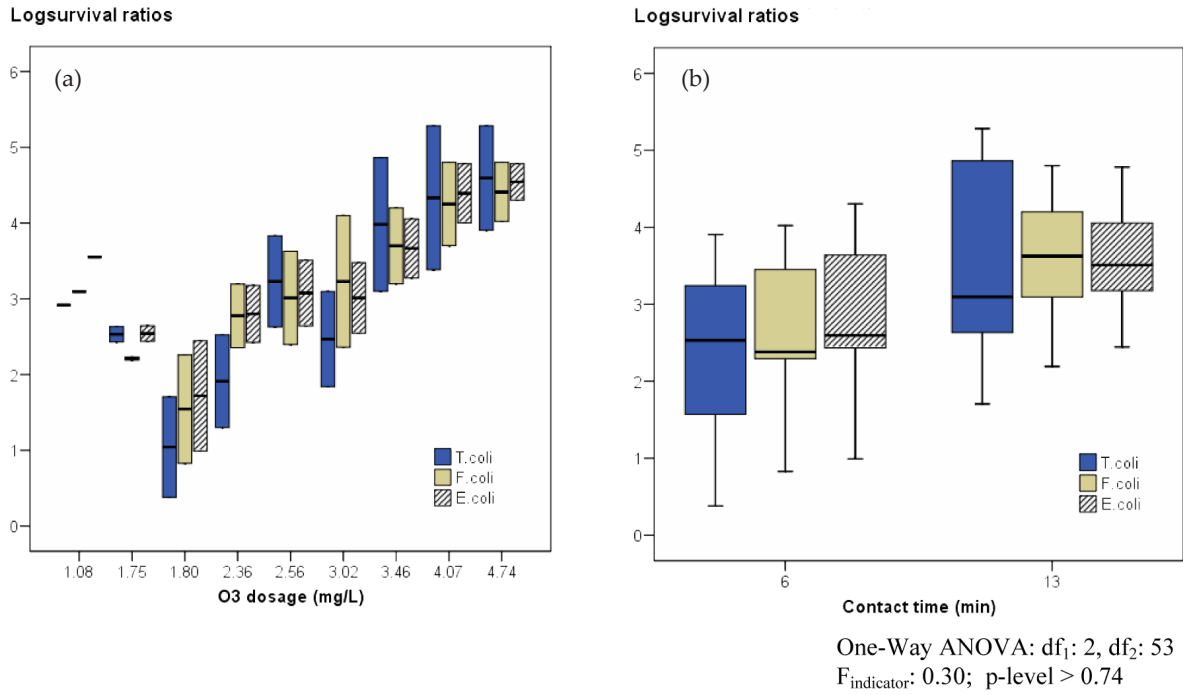 Logsurvival ratios
(a)
6
5
4
3
2
1
0
T.coli
F.coli
E.coli
1.08 1.75 1.80 2.36 2.56 3.02 3.46 4.07 4.74
O3 dosage (mg/L)
Logsurvival ratios
(b)
6
5
4
3
2
1
0
T.coli
F.coli
E.coli
6 13
Contact time (min)
One-Way ANOVA: df₁: 2, df₂: 53
F_indicator: 0.30; p-level > 0.74